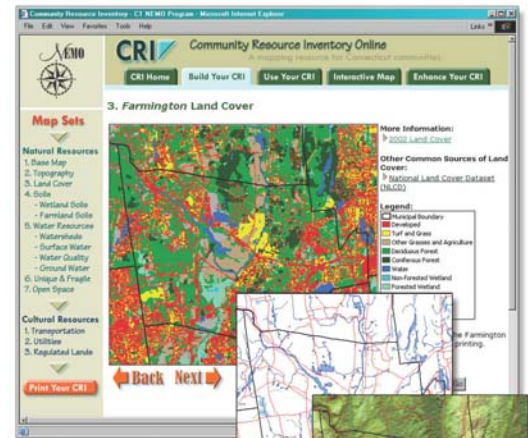 Community Resource Inventory - CT NEMO Program - Microsoft Internet Explorer
File Edit View Favorites Tools Help
Links
NEMO
CRI
Community Resource Inventory Online
A mapping resource for Connecticut communities
CRI Home
Build Your CRI
Use Your CRI
Interactive Map
Enhance Your CRI
Map Sets
Natural Resources
1. Base Map
2. Topography
3. Land Cover
4. Soils
- Wetland Soils
- Farmland Soils
5. Water Resources
- Watersheds
- Surface Water
- Water Quality
- Ground Water
6. Unique & Fragile
7. Open Space
Cultural Resources
1. Transportation
2. Utilities
3. Regulated Lands
Print Your CRI
3. Farmington Land Cover
More Information:
2002 Land Cover
Other Common Sources of Land
Cover:
National Land Cover Dataset
(NLCD)
Legend:
Municipal Boundary
Developed
Turf and Grass
Other Grasses and Agriculture
Deciduous Forest
Coniferous Forest
Water
Non-Forested Wetland
Forested Wetland
he Farmington
printing.
Back Next